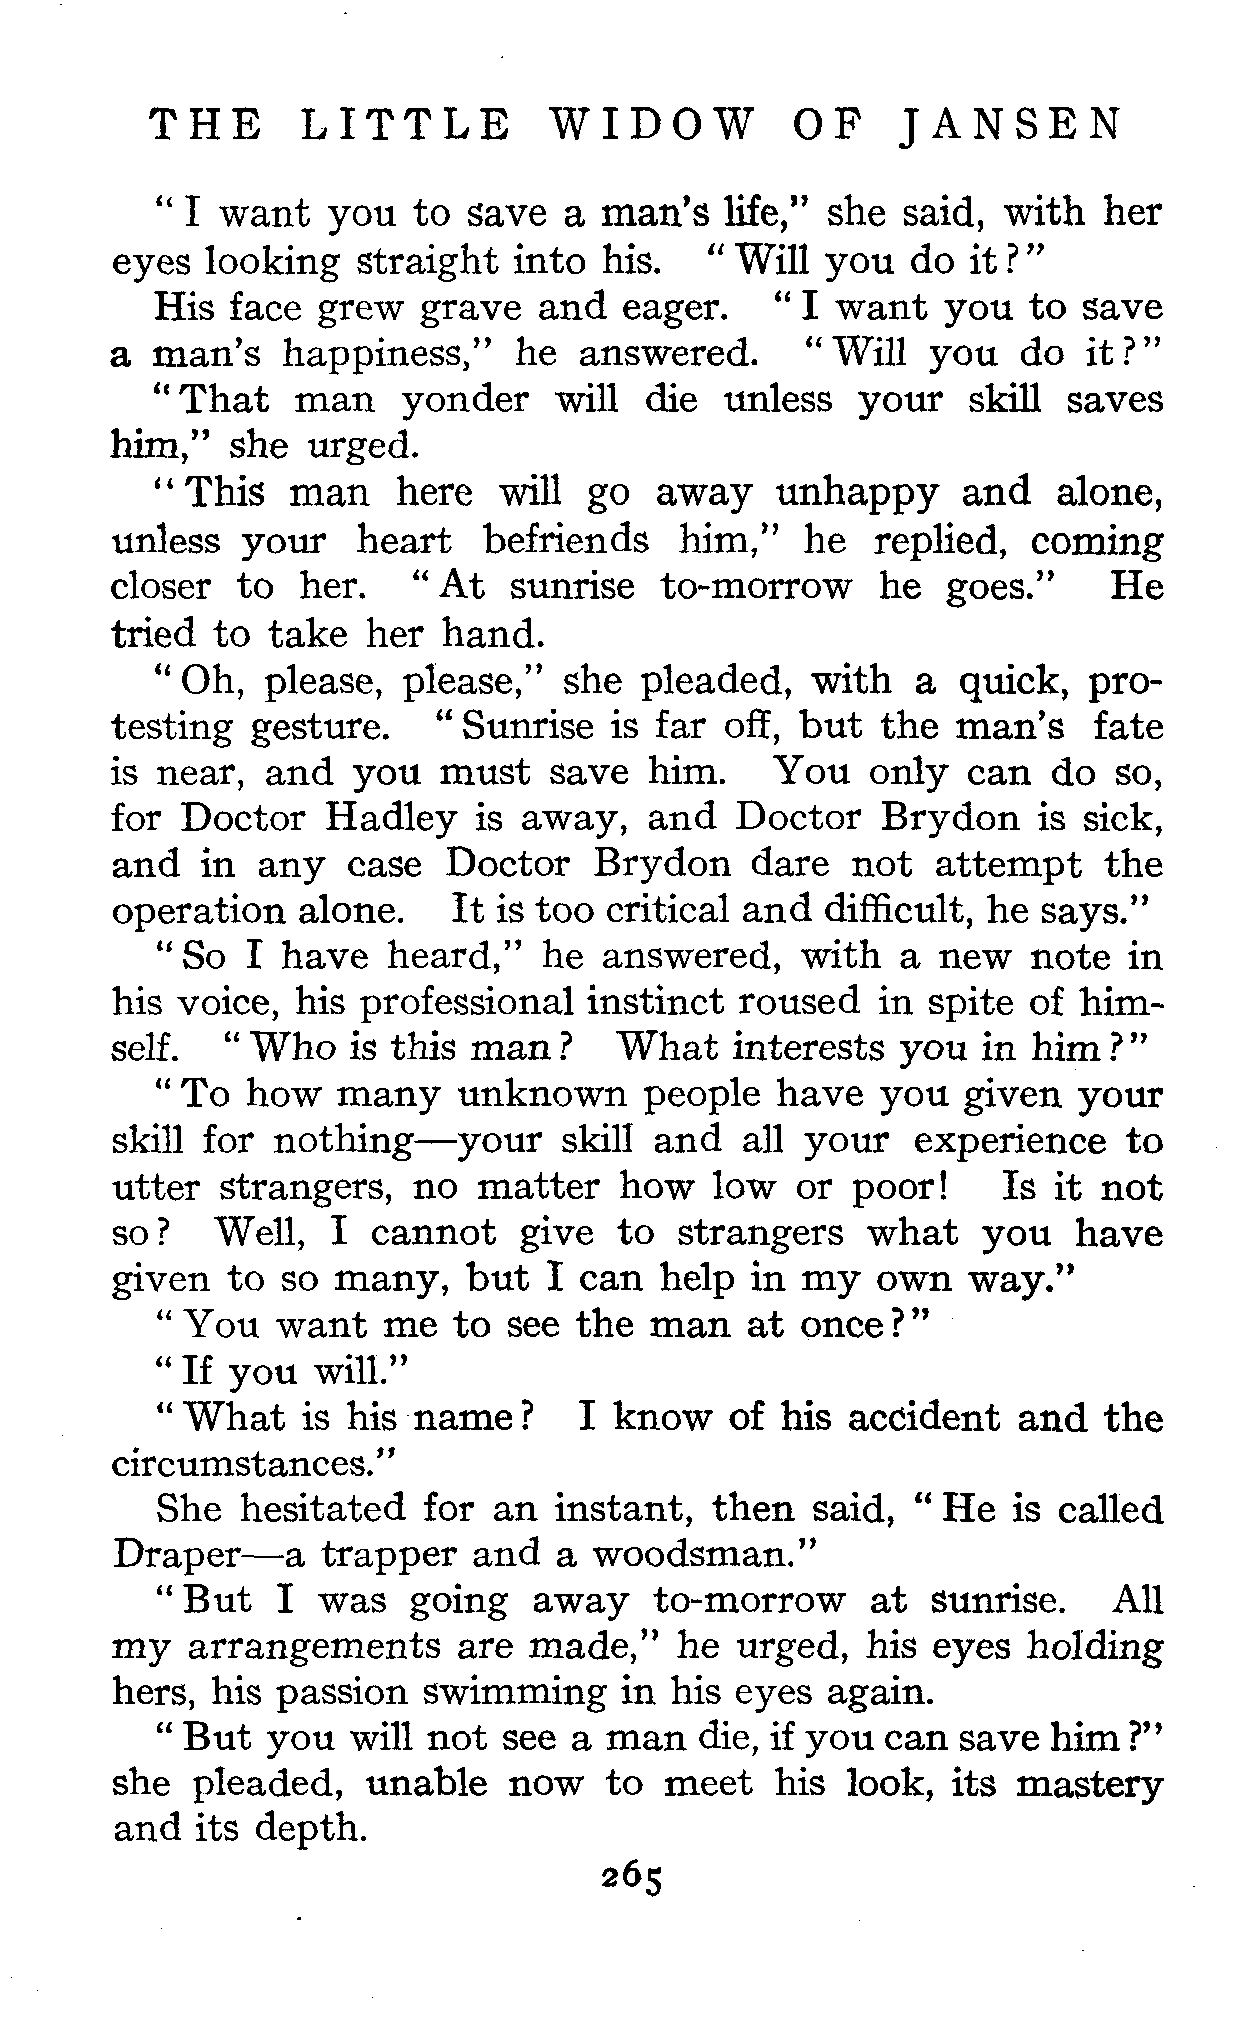 THE LITTLE WIDOW OF JANSEN
“I want you to save a man's life,” she said, with her
eyes looking straight into his. “Will you do it?”
His face grew grave and eager. “I want you to save
a man's happiness,” he answered. “Will you do it?”
“That man yonder will die unless your skill saves
him,” she urged.
“This man here will go away unhappy and alone,
unless your heart befriends him,” he replied, coming
closer to her. “At sunrise to-morrow he goes.” He
tried to take her hand.
“Oh, please, please,” she pleaded, with a quick, pro-
testing gesture. “Sunrise is far off, but the man's fate
is near, and you must save him. You only can do so,
for Doctor Hadley is away, and Doctor Brydon is sick,
and in any case Doctor Brydon dare not attempt the
operation alone. It is too critical and difficult, he says.”
“So I have heard,” he answered, with a new note in
his voice, his professional instinct roused in spite of him-
self. “Who is this man? What interests you in him?”
“To how many unknown people have you given your
skill for nothing—your skill and all your experience to
utter strangers, no matter how low or poor! Is it not
so? Well, I cannot give to strangers what you have
given to so many, but I can help in my own way.”
“You want me to see the man at once?”
“If you will.”
“What is his name? I know of his accident and the
circumstances.”
She hesitated for an instant, then said, “He is called
Draper—a trapper and a woodsman.”
“But I was going away to-morrow at sunrise. All
my arrangements are made,” he urged, his eyes holding
hers, his passion swimming in his eyes again.
“But you will not see a man die, if you can save him?”
she pleaded, unable now to meet his look, its mastery
and its depth.
265